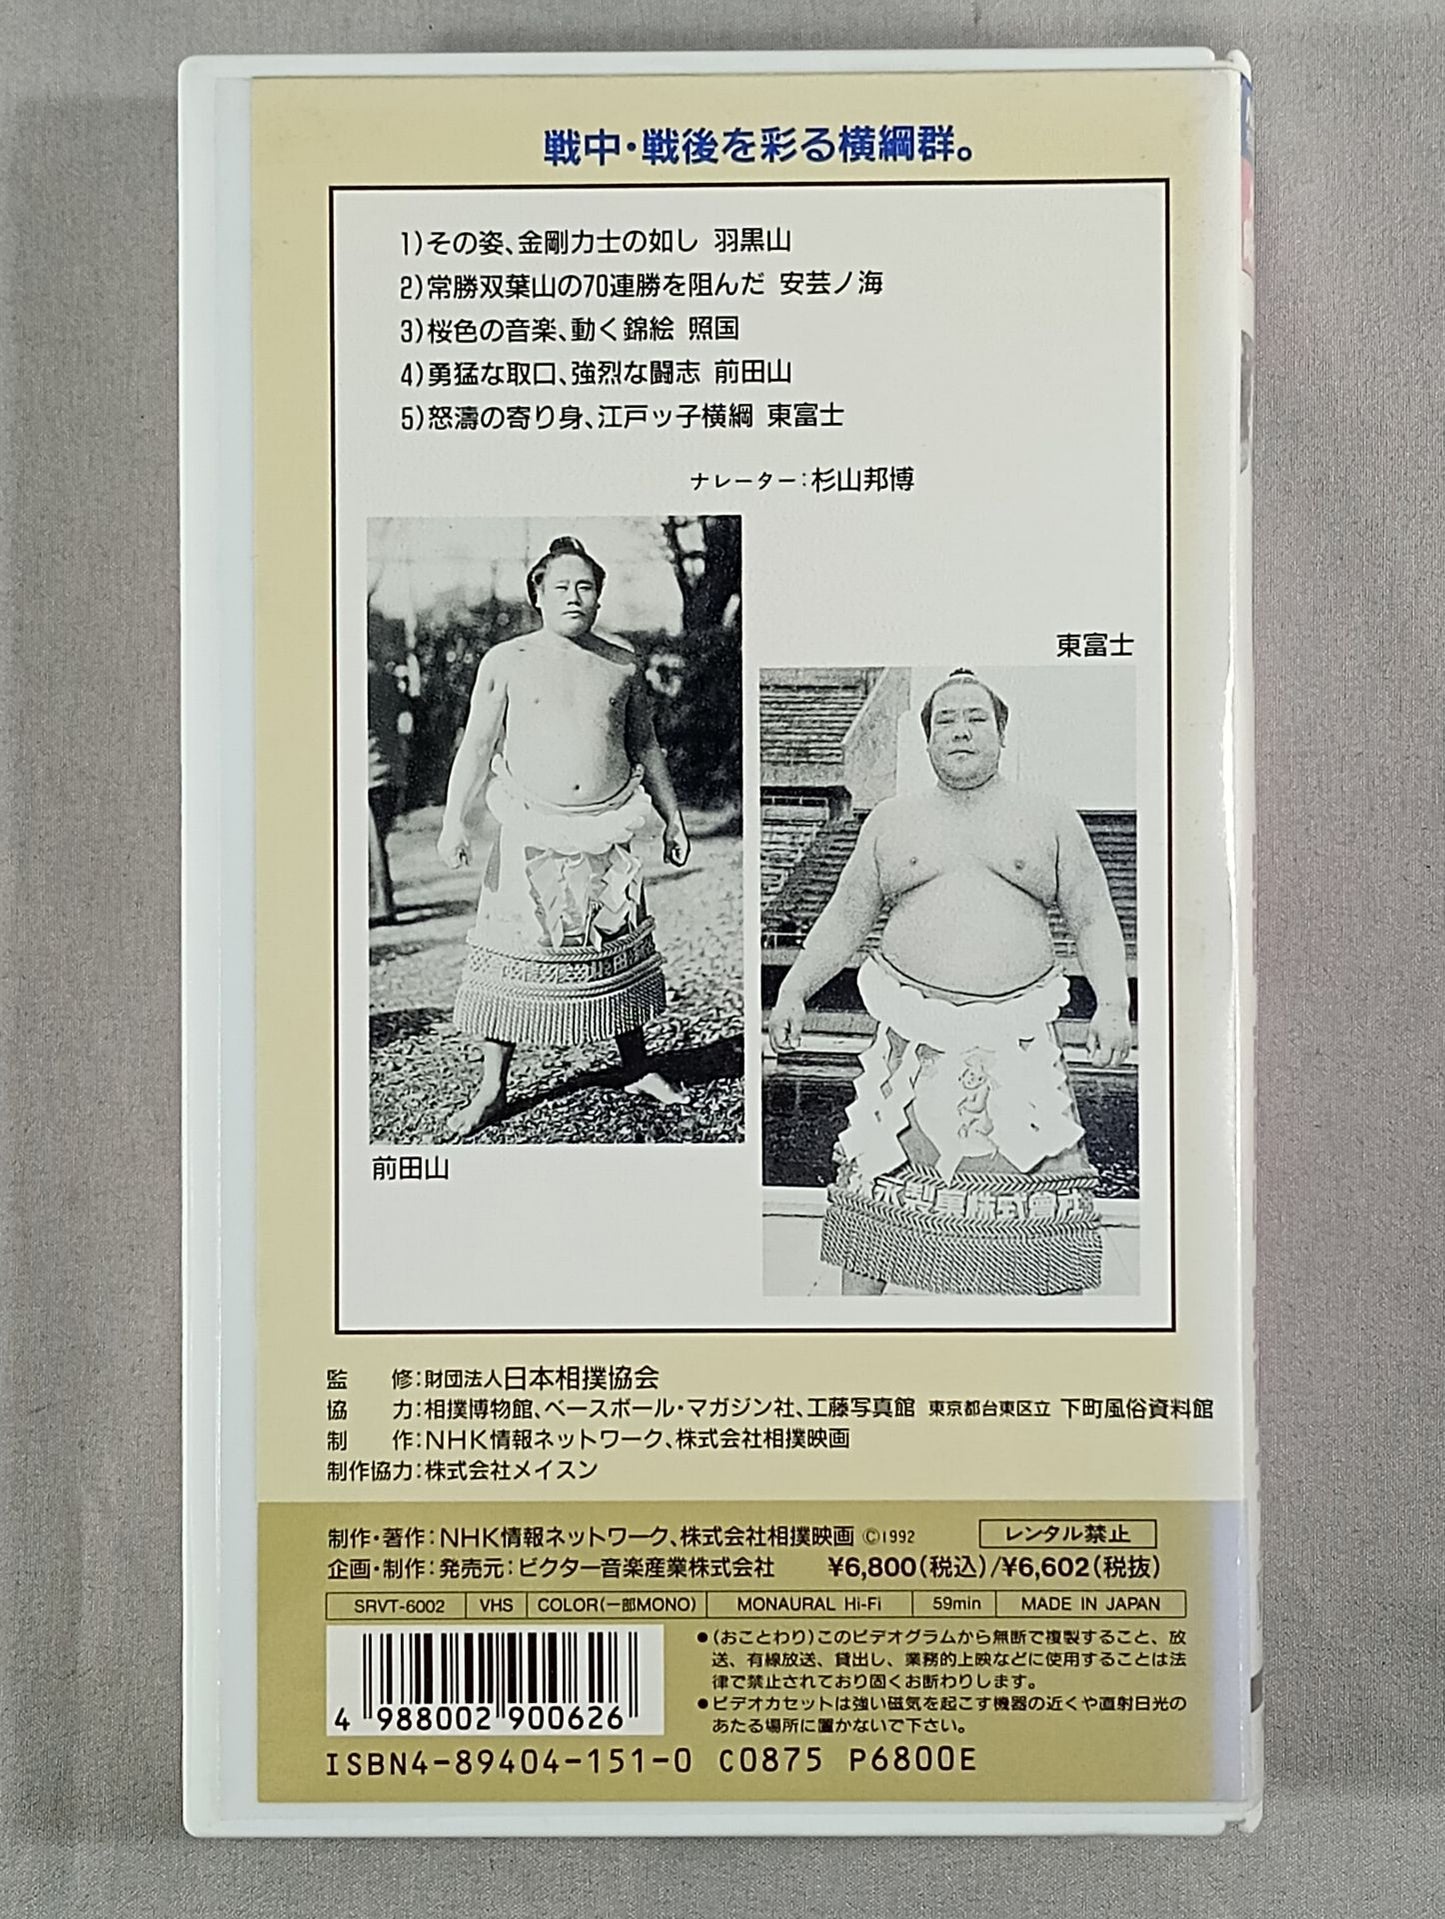 戦中・戦後を彩る横綱群。
1)その姿、金剛力士の如し 羽黒山
2)常勝双葉山の70連勝を阻んだ 安芸ノ海
3)桜色の音楽、動く錦絵 照国
4)勇猛な取口、強烈な闘志 前田山
5)怒濤の寄り身、江戸ッ子横綱 東富士
ナレーター:杉山邦博
東富士
前田山
監 修:財団法人日本相撲協会
協 力:相撲博物館、ベースボール・マガジン社、工藤写真館 東京都台東区立 下町風俗資料館
制 作:NHK情報ネットワーク、株式会社相撲映画
制作協力:株式会社メイスン
制作・著作:NHK情報ネットワーク、株式会社相撲映画 ©1992 レンタル禁止
企画・制作:発売元:ビクター音楽産業株式会社 ¥6,800(税込)/¥6,602(税抜)
SRVT-6002 VHS COLOR(一部MONO) MONAURAL Hi-Fi 59min MADE IN JAPAN
●(おことわり)このビデオグラムから無断で複製すること、放
送、有線放送、貸出し、業務的上映などに使用することは法
律で禁止されており固くお断わりします。
●ビデオカセットは強い磁気を起こす機器の近くや直射日光の
あたる場所に置かないで下さい。
4 988002 900626
ISBN4-89404-151-0 C0875 P6800E